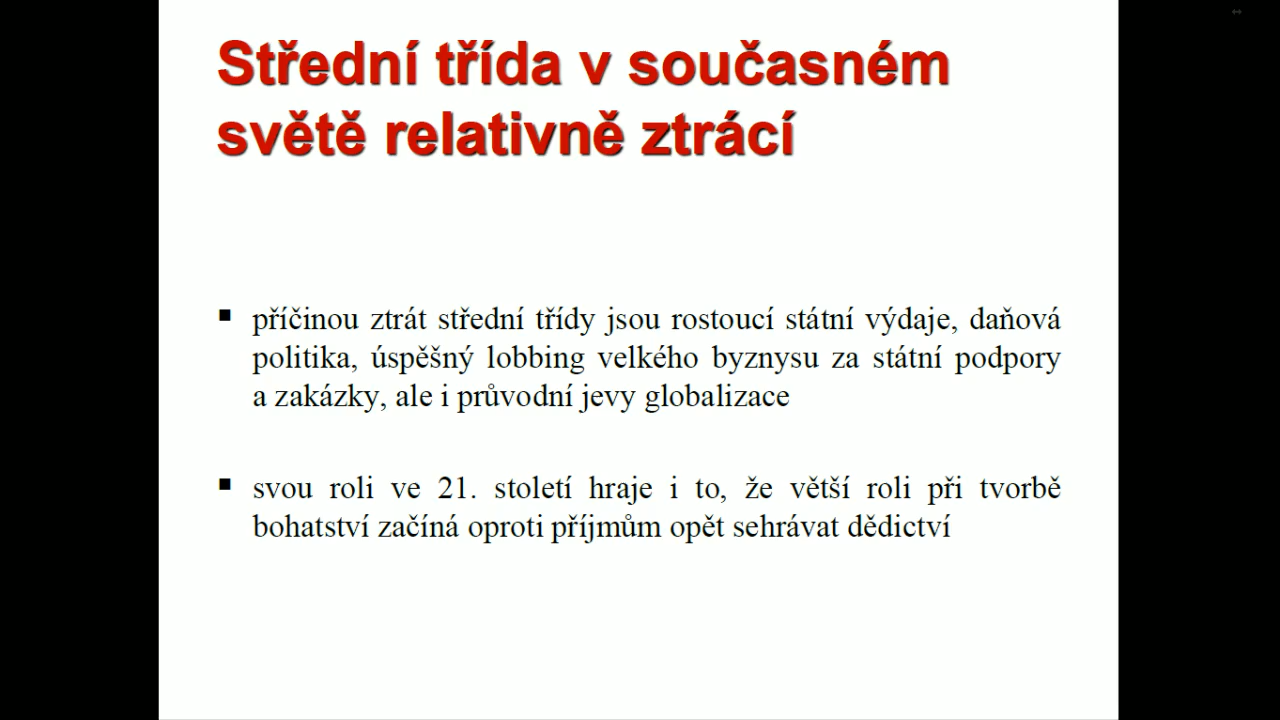 Střední třída v současném
světě relativně ztrácí
▪ příčinou ztrát střední třídy jsou rostoucí státní výdaje, daňová
politika, úspěšný lobbing velkého byznysu za státní podpory
a zakázky, ale i průvodní jevy globalizace
▪ svou roli ve 21. století hraje i to, že větší roli při tvorbě
bohatství začíná oproti příjmům opět sehrávat dědictví